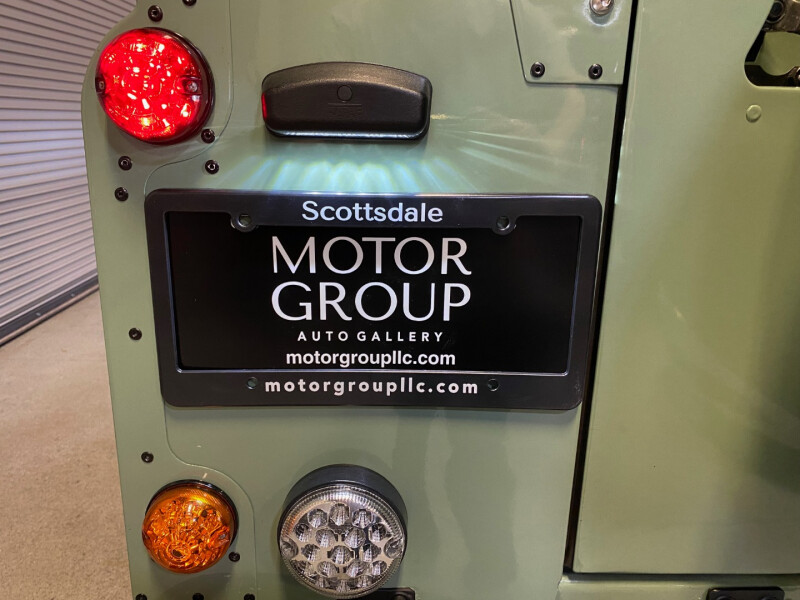 Scottsdale
MOTOR
GROUP
AUTO GALLERY
motorgroupllc.com
motorgroupllc.com